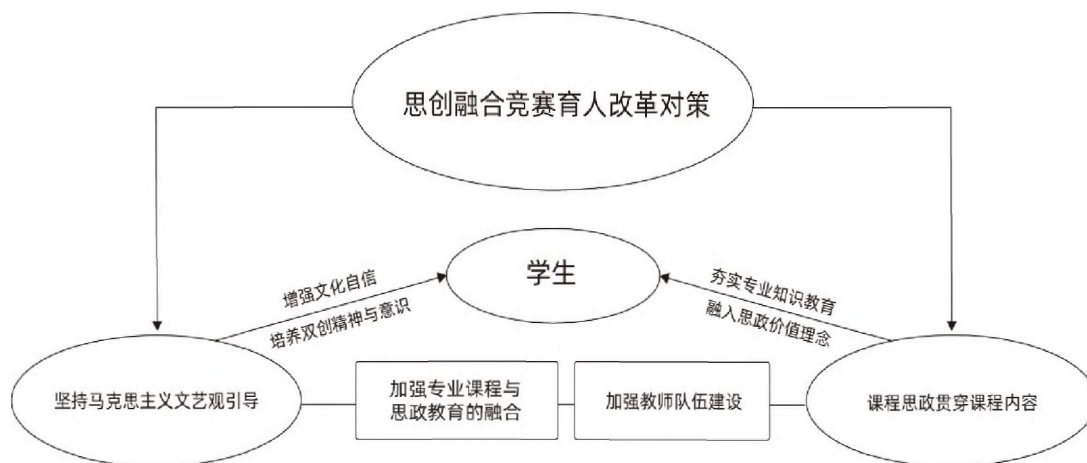 思创融合竞赛育人改革对策
学生
增强文化自信
培养双创精神与意识
夯实专业知识教育
融入思政价值理念
坚持马克思主义文艺观引导
加强专业课程与
思政教育的融合
加强教师队伍建设
课程思政贯穿课程内容